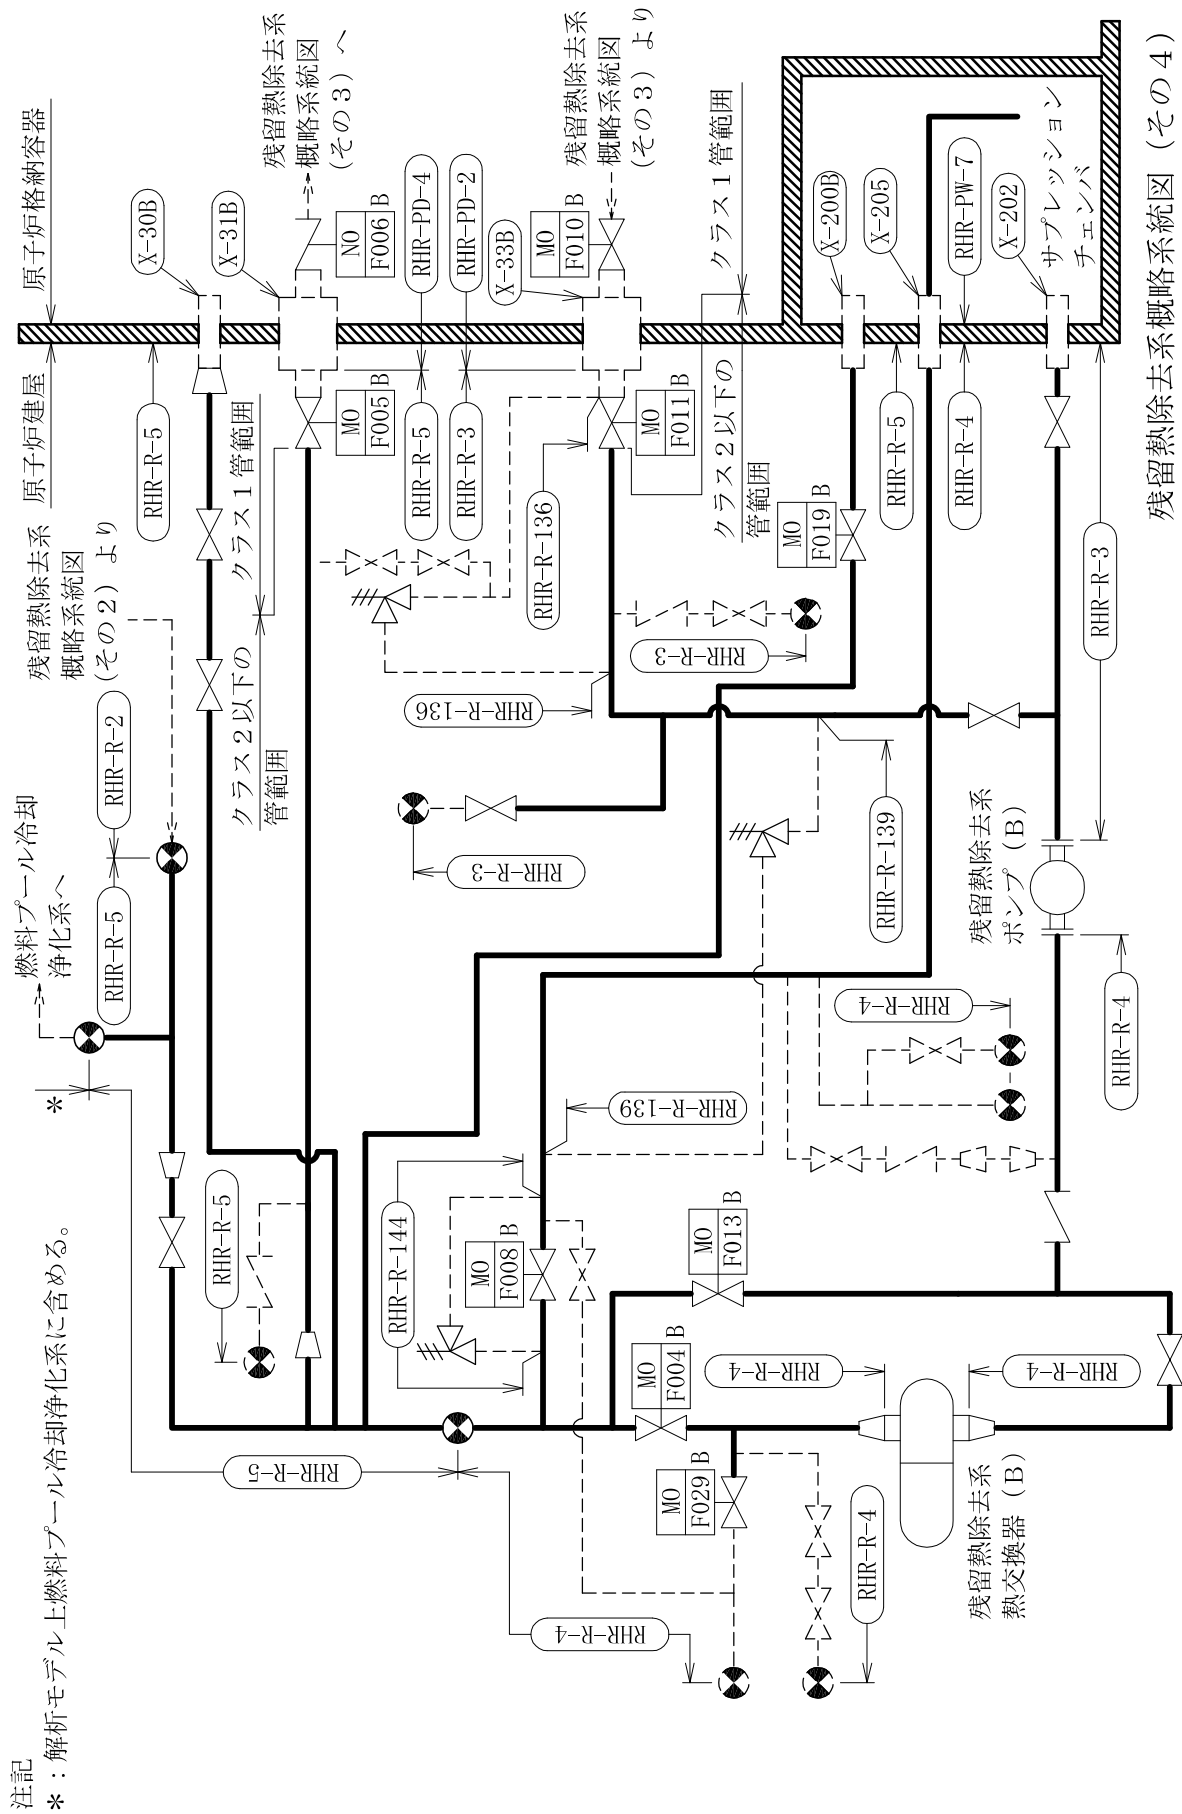 注記
＊：解析モデル上燃料プール冷却浄化系に含める。
＊
燃料プール冷却
浄化系へ
残留熱除去系
概略系統図
(その２) より
原子炉建屋
原子炉格納容器
RHR-R-5
RHR-R-2
RHR-R-5
X-30B
X-31B
残留熱除去系
概略系統図
(その３) へ
クラス２以下の
管範囲
クラス１管範囲
RHR-R-5
MO
F005
B
NO
F006
B
RHR-R-5
RHR-PD-4
RHR-R-3
RHR-PD-2
X-33B
MO
F010
B
残留熱除去系
概略系統図
(その３) より
RHR-R-136
MO
F011
B
RHR-R-136
RHR-R-3
RHR-R-3
クラス２以下の
管範囲
クラス１管範囲
RHR-R-144
MO
F008
B
RHR-R-139
RHR-R-139
MO
F019
B
X-200B
RHR-R-5
X-205
RHR-R-4
RHR-PW-7
X-202
サプレッション
チェンバ
RHR-R-5
RHR-R-4
MO
F029
B
MO
F004
B
MO
F013
B
RHR-R-4
RHR-R-4
RHR-R-4
RHR-R-4
残留熱除去系
熱交換器 (B)
残留熱除去系
ポンプ (B)
RHR-R-4
RHR-R-3
残留熱除去系概略系統図 (その４)